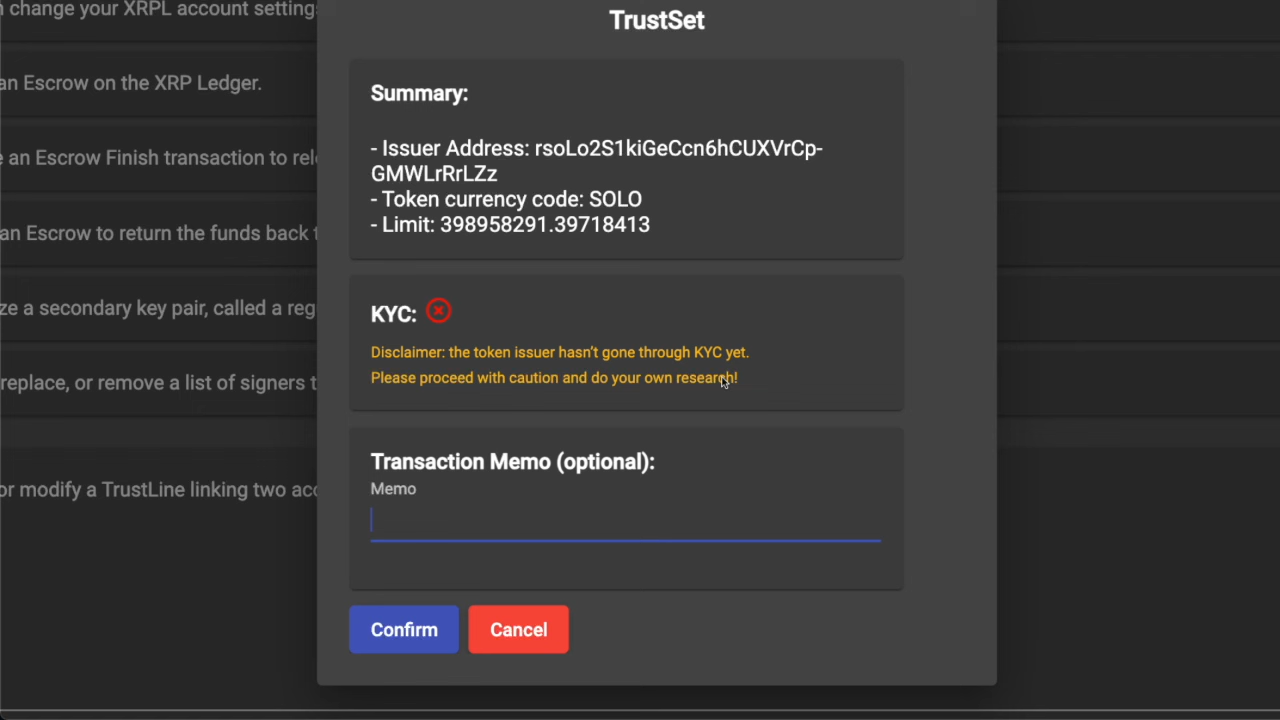 n change your XRPL account setting
TrustSet
an Escrow on the XRP Ledger.
Summary:
e an Escrow Finish transaction to rel
- Issuer Address: rsoLo2S1kiGeCcn6hCUXVrCp-
GMWLrRrLZz
- Token currency code: SOLO
- Limit: 398958291.39718413
an Escrow to return the funds back t
ze a secondary key pair, called a reg
KYC:
Disclaimer: the token issuer hasn't gone through KYC yet.
Please proceed with caution and do your own research!
replace, or remove a list of signers t
Transaction Memo (optional):
Memo
or modify a TrustLine linking two acc
Confirm
Cancel